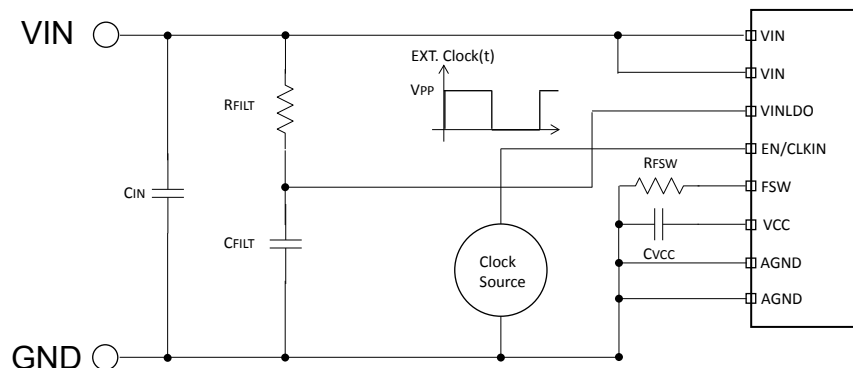 VIN
VIN
EXT. Clock(t)
VIN
VPP
RFILT
VINLDO
EN/CLKIN
RFSW
FSW
CIN
CFILT
VCC
CVCC
Clock
Source
AGND
AGND
GND